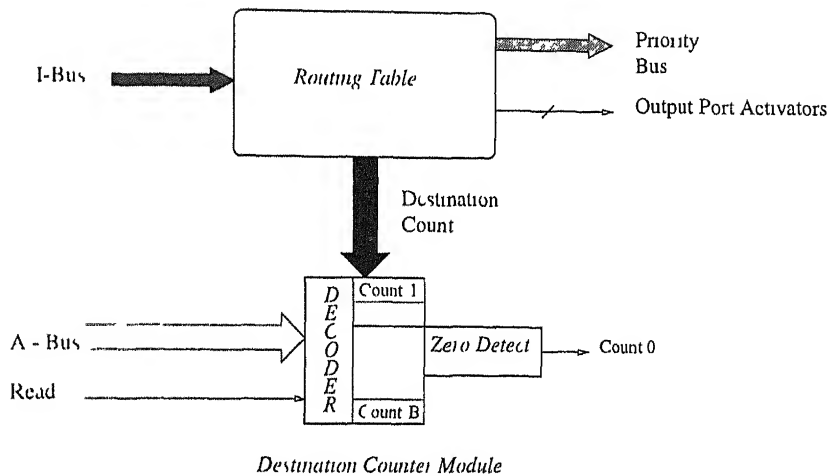 I-Bus
Routing Table
Priority
Bus
Output Port Activators
Destination
Count
DECODER
Count 1
A - Bus
Zero Detect
Count 0
Read
Count B
Destination Counter Module